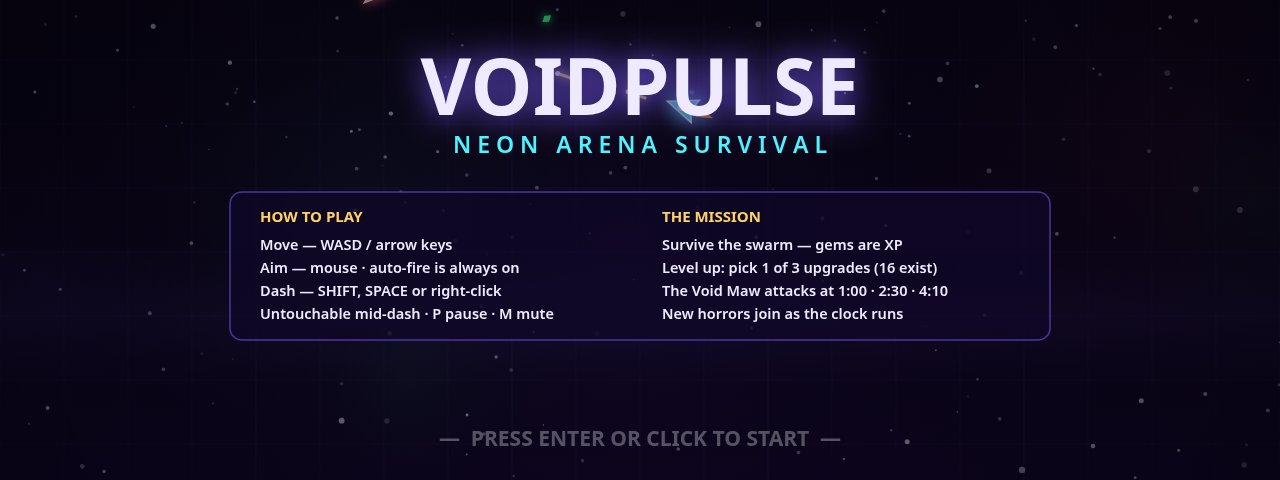 VOIDPULSE
NEON ARENA SURVIVAL
HOW TO PLAY
Move — WASD / arrow keys
Aim — mouse · auto-fire is always on
Dash — SHIFT, SPACE or right-click
Untouchable mid-dash · P pause · M mute
THE MISSION
Survive the swarm — gems are XP
Level up: pick 1 of 3 upgrades (16 exist)
The Void Maw attacks at 1:00 · 2:30 · 4:10
New horrors join as the clock runs
— PRESS ENTER OR CLICK TO START —